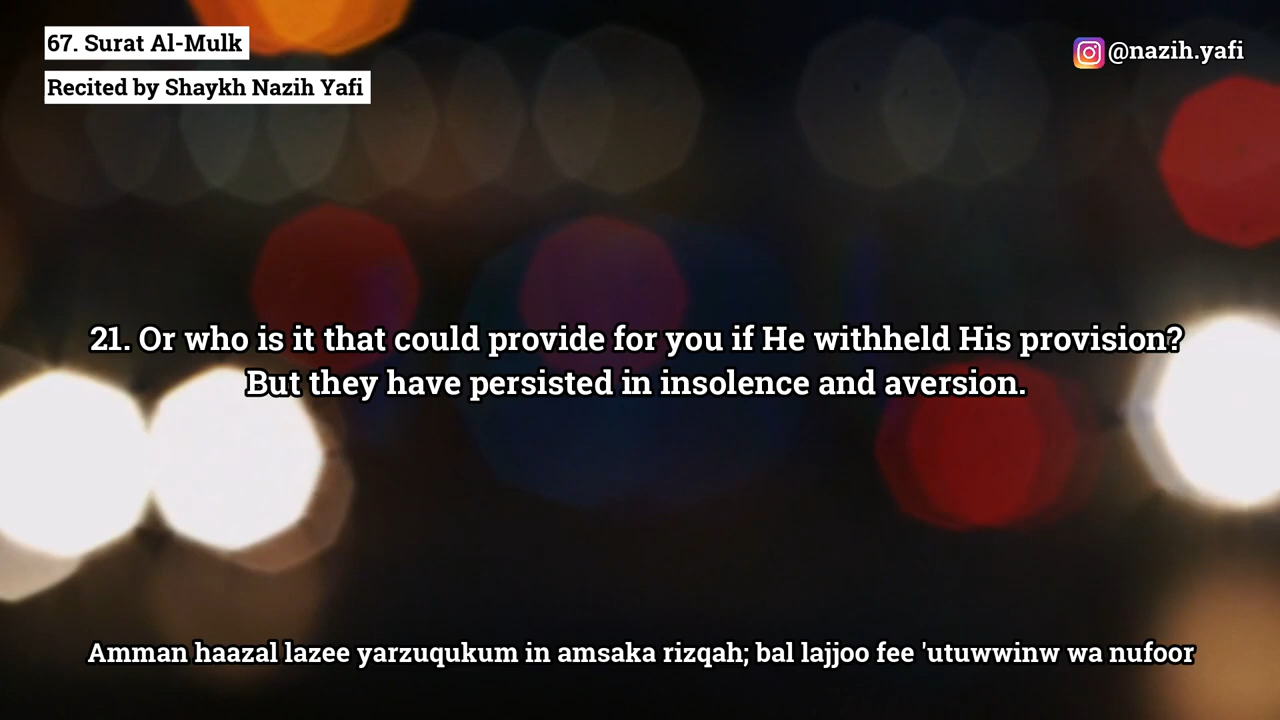 67. Surat Al-Mulk
Recited by Shaykh Nazih Yafi
@nazih.yafi
21. Or who is it that could provide for you if He withheld His provision?
But they have persisted in insolence and aversion.
Amman haazal lazee yarzuqukum in amsaka rizqah; bal lajjoo fee 'utuwwinw wa nufoor